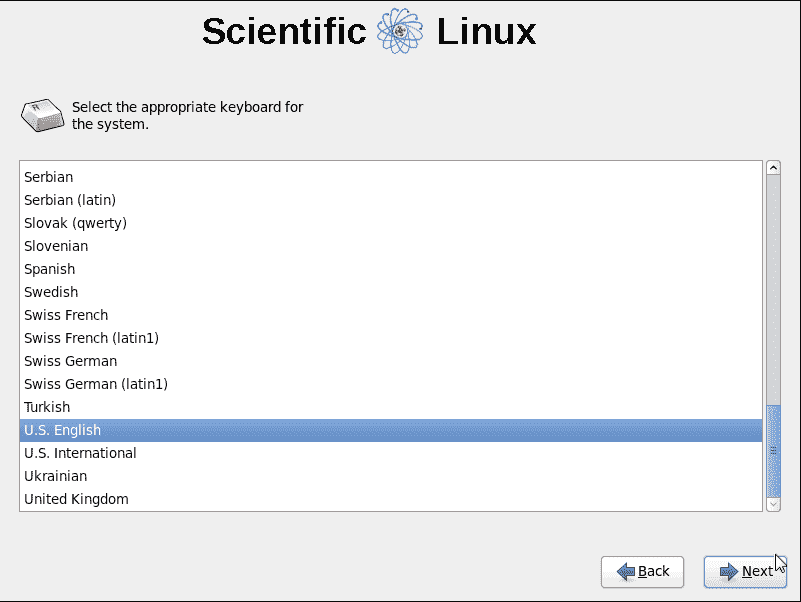 Scientific Linux
Select the appropriate keyboard for
the system.
Serbian
Serbian (latin)
Slovak (qwerty)
Slovenian
Spanish
Swedish
Swiss French
Swiss French (latin1)
Swiss German
Swiss German (latin1)
Turkish
U.S. English
U.S. International
Ukrainian
United Kingdom
Back
Next